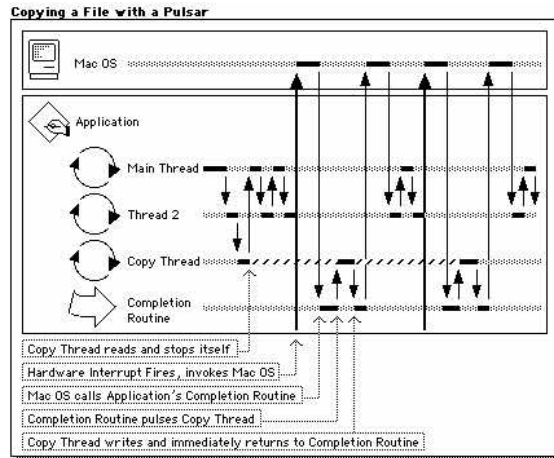 Copying a File with a Pulsar
Mac OS
Application
Main Thread
Thread 2
Copy Thread
Completion
Routine
Copy Thread reads and stops itself
Hardware Interrupt Fires, invokes Mac OS
Mac OS calls Application's Completion Routine
Completion Routine pulses Copy Thread
Copy Thread writes and immediately returns to Completion Routine